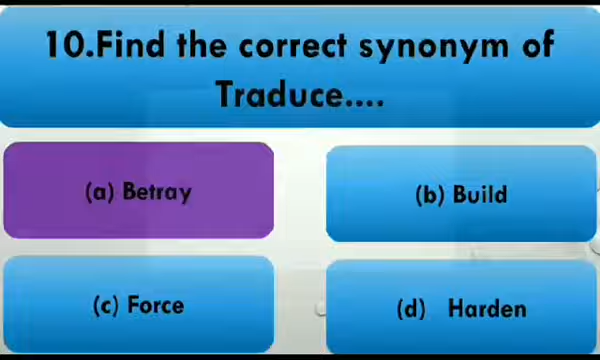 10.Find the correct synonym of
Traduce....
(a) Betray
(b) Build
(c) Force
(d) Harden